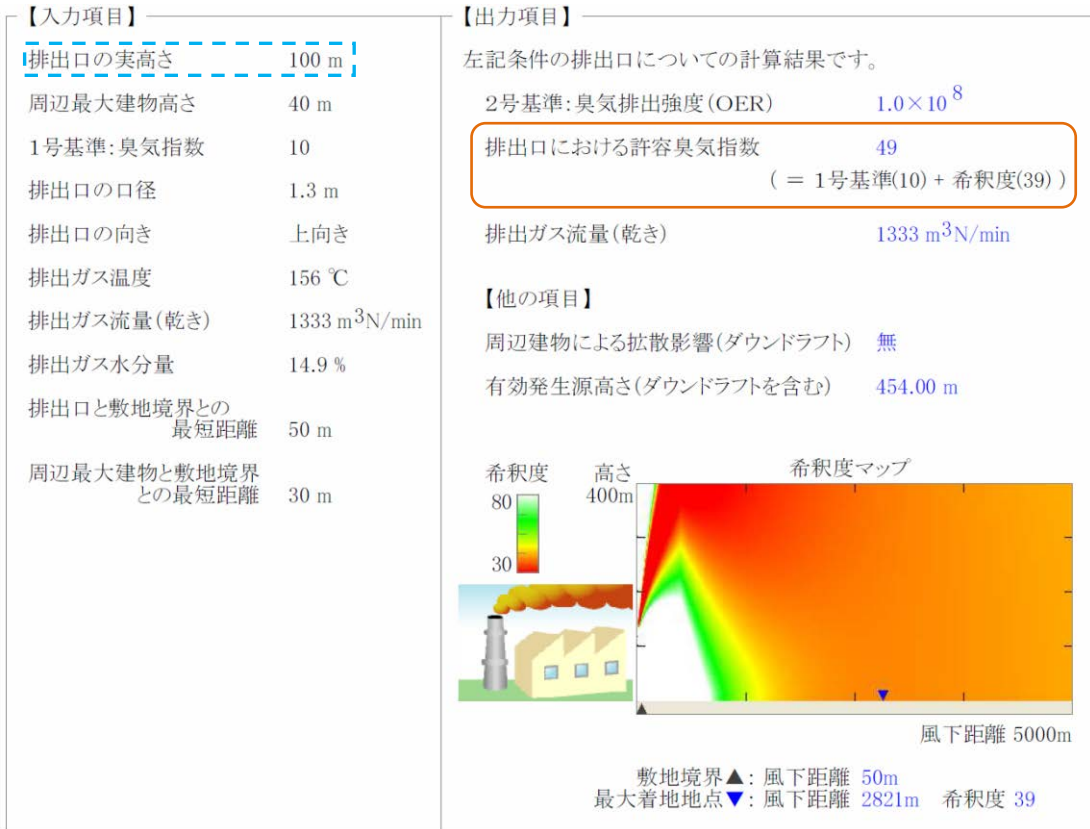 【入力項目】
排出口の実高さ 100 m
周辺最大建物高さ 40 m
1号基準:臭気指数 10
排出口の口径 1.3 m
排出口の向き 上向き
排出ガス温度 156 ℃
排出ガス流量(乾き) 1333 m³N/min
排出ガス水分量 14.9 %
排出口と敷地境界との
最短距離 50 m
周辺最大建物と敷地境界
との最短距離 30 m
【出力項目】
左記条件の排出口についての計算結果です。
2号基準:臭気排出強度(OER) 1.0×10⁸
排出口における許容臭気指数 49
( = 1号基準(10) + 希釈度(39) )
排出ガス流量(乾き) 1333 m³N/min
【他の項目】
周辺建物による拡散影響(ダウンドラフト) 無
有効発生源高さ(ダウンドラフトを含む) 454.00 m
希釈度 高さ 希釈度マップ
80 400m
30
風下距離 5000m
敷地境界▲: 風下距離 50m
最大着地地点▼: 風下距離 2821m 希釈度 39